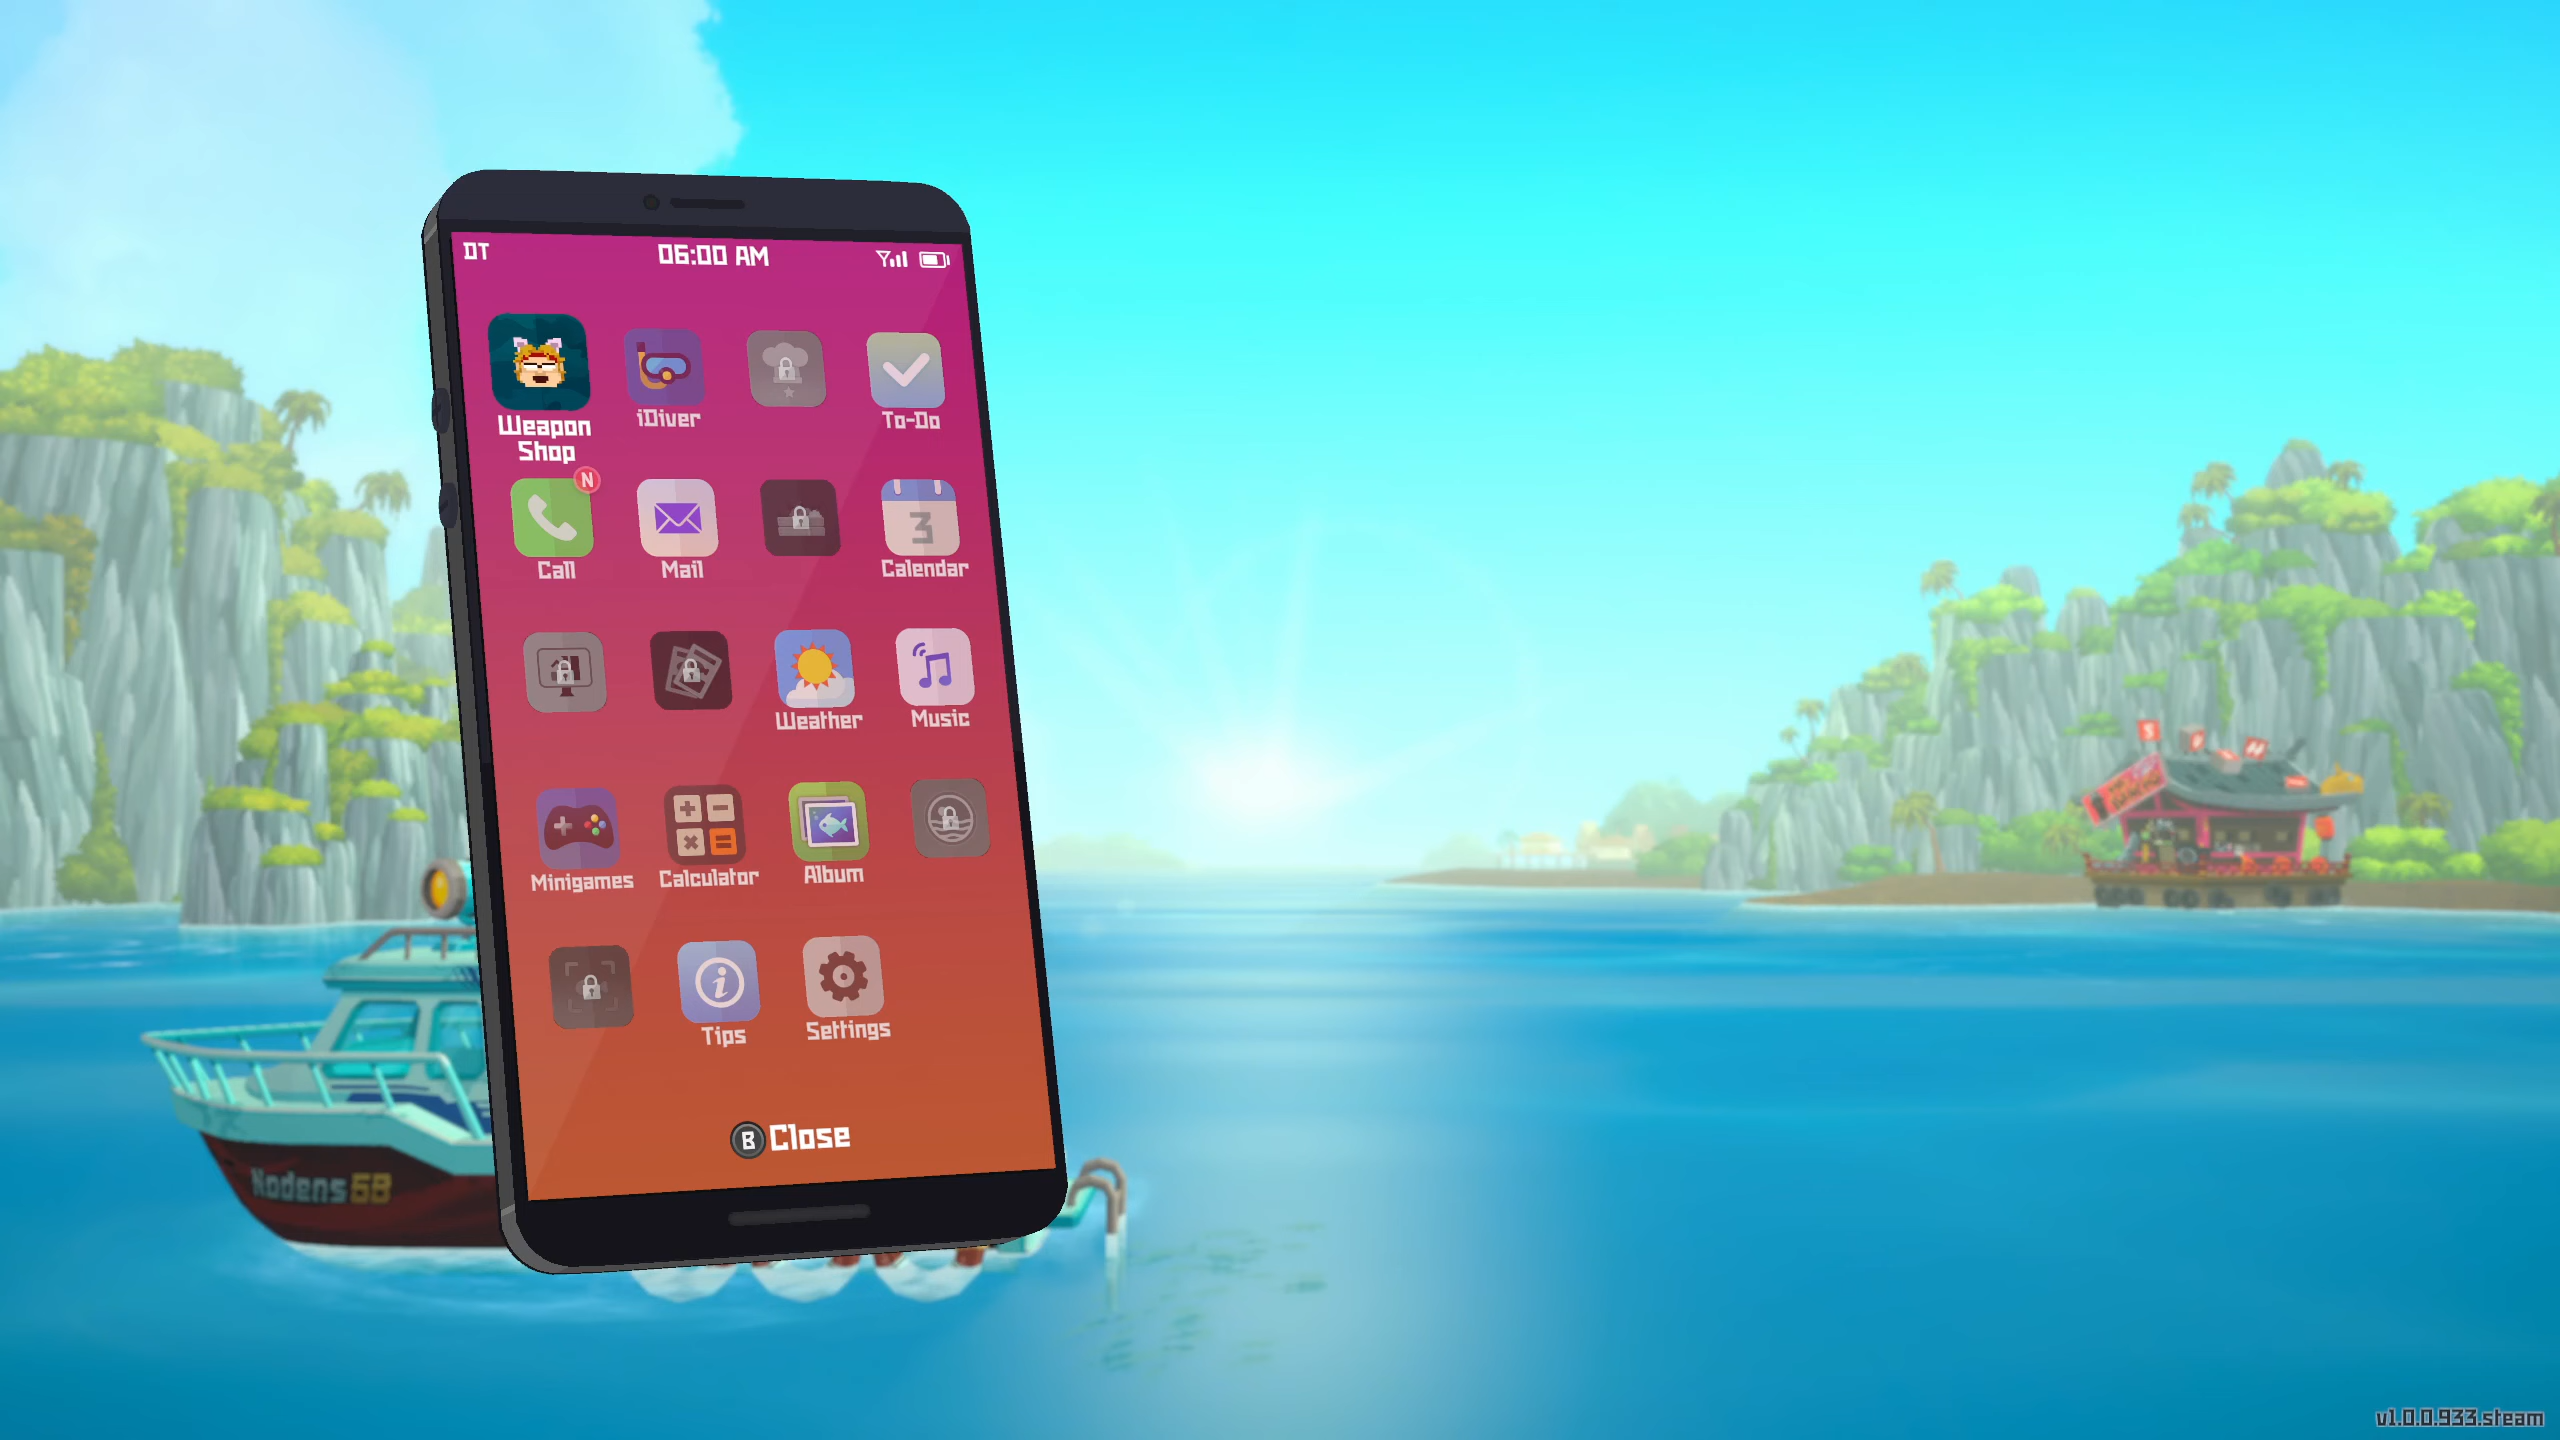 DT
06:00 AM
Weapon
Shop
iDiver
To-Do
N
Call
Mail
3
Calendar
Weather
Music
Minigames
Calculator
Album
Tips
Settings
B Close
Nodens 68
S U S H I
v1.0.0.933.steam